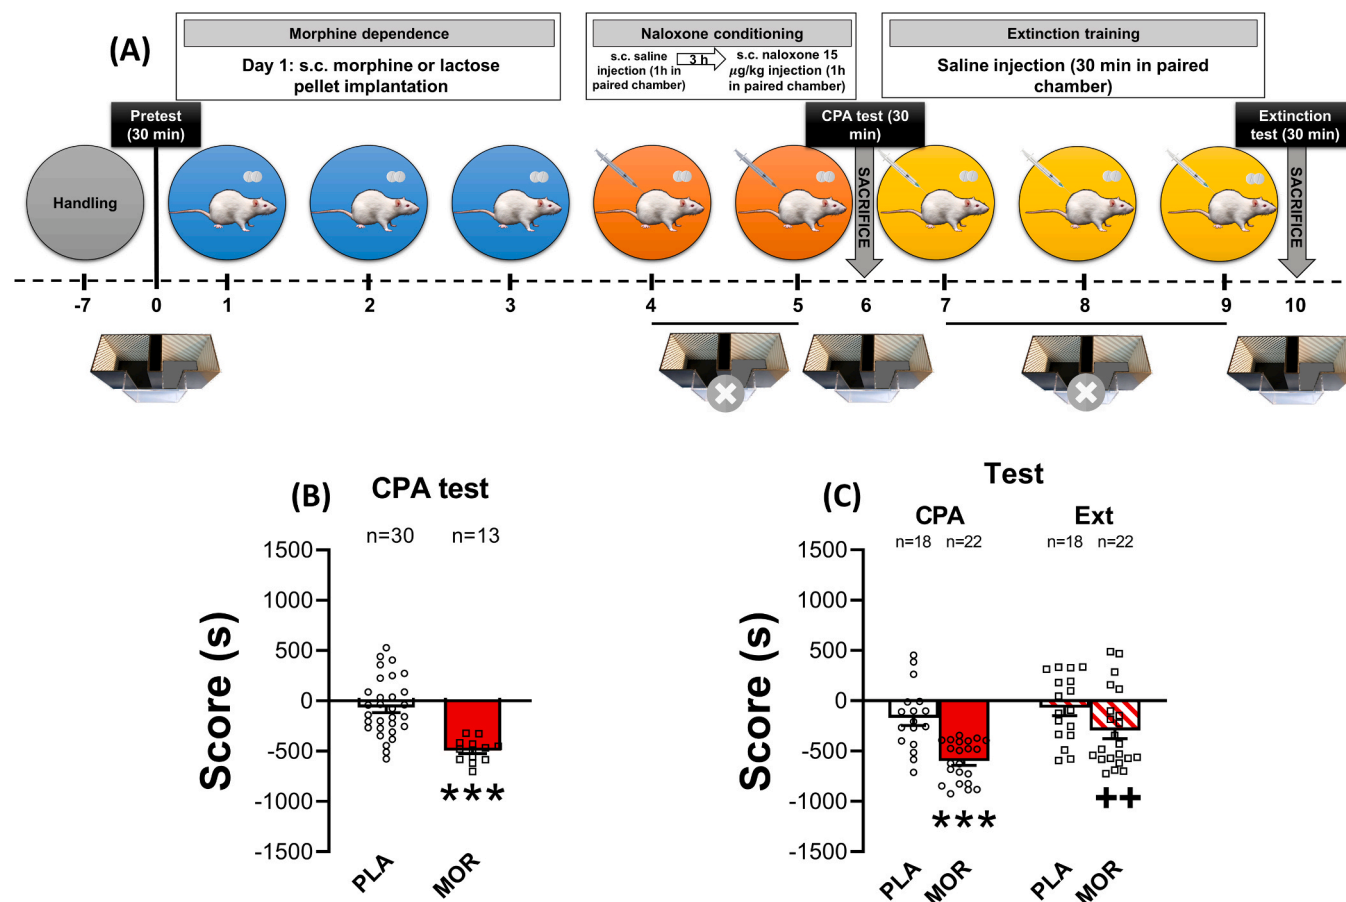 (A)
Morphine dependence
Day 1: s.c. morphine or lactose
pellet implantation
Naloxone conditioning
s.c. saline
injection (1h in
paired chamber)
3 h
s.c. naloxone 15
µg/kg injection (1h
in paired chamber)
Extinction training
Saline injection (30 min in paired
chamber)
Pretest
(30 min)
CPA test (30
min)
Extinction
test (30 min)
Handling
SACRIFICE
SACRIFICE
-7 0 1 2 3 4 5 6 7 8 9 10
(B)
CPA test
n=30 n=13
Score (s)
1500
1000
500
0
-500
-1000
-1500
***
PLA MOR
(C)
Test
CPA Ext
n=18 n=22 n=18 n=22
Score (s)
1500
1000
500
0
-500
-1000
-1500
***
++
PLA MOR PLA MOR